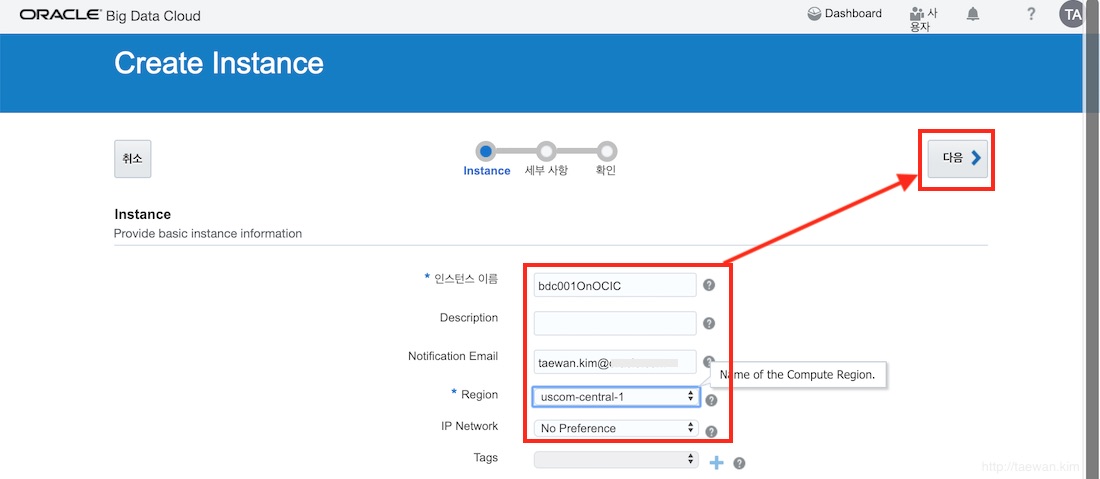 ORACLE® Big Data Cloud
Dashboard
사
용자
?
TA
Create Instance
취소
다음
Instance
세부 사항
확인
Instance
Provide basic instance information
* 인스턴스 이름
bdc001OnOCIC
?
Description
?
Notification Email
taewan.kim@
?
Name of the Compute Region.
* Region
uscom-central-1
?
IP Network
No Preference
?
Tags
?
http://taewan.kim